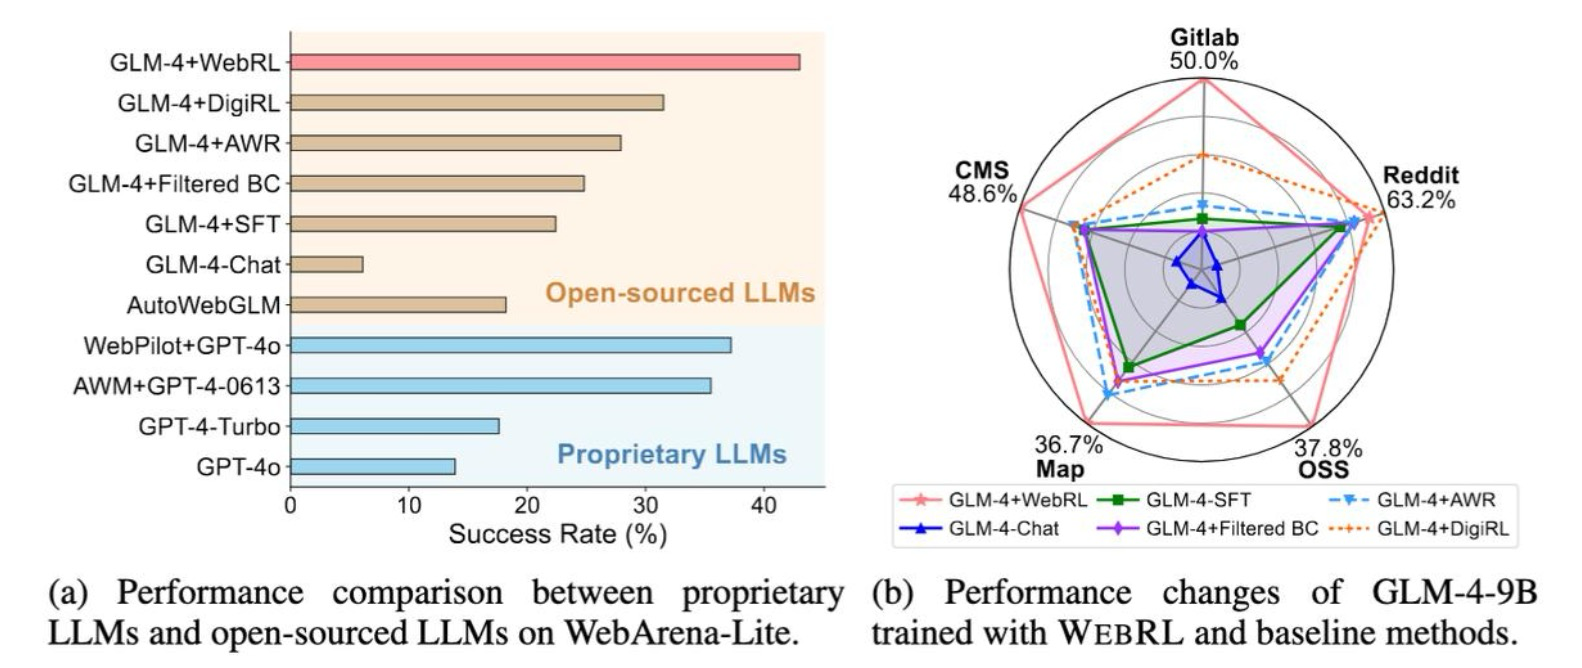 GLM-4+WebRL
GLM-4+DigiRL
GLM-4+AWR
GLM-4+Filtered BC
GLM-4+SFT
GLM-4-Chat
AutoWebGLM
WebPilot+GPT-4o
AWM+GPT-4-0613
GPT-4-Turbo
GPT-4o
Open-sourced LLMs
Proprietary LLMs
0 10 20 30 40
Success Rate (%)
(a) Performance comparison between proprietary
LLMs and open-sourced LLMs on WebArena-Lite.
Gitlab
50.0%
Reddit
63.2%
CMS
48.6%
36.7%
Map
37.8%
OSS
GLM-4+WebRL GLM-4-SFT GLM-4+AWR
GLM-4-Chat GLM-4+Filtered BC GLM-4+DigiRL
(b) Performance changes of GLM-4-9B
trained with WEBRL and baseline methods.